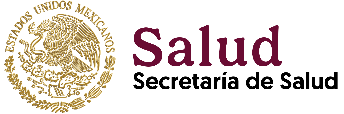 ESTADOS UNIDOS MEXICANOS
Salud
Secretaría de Salud